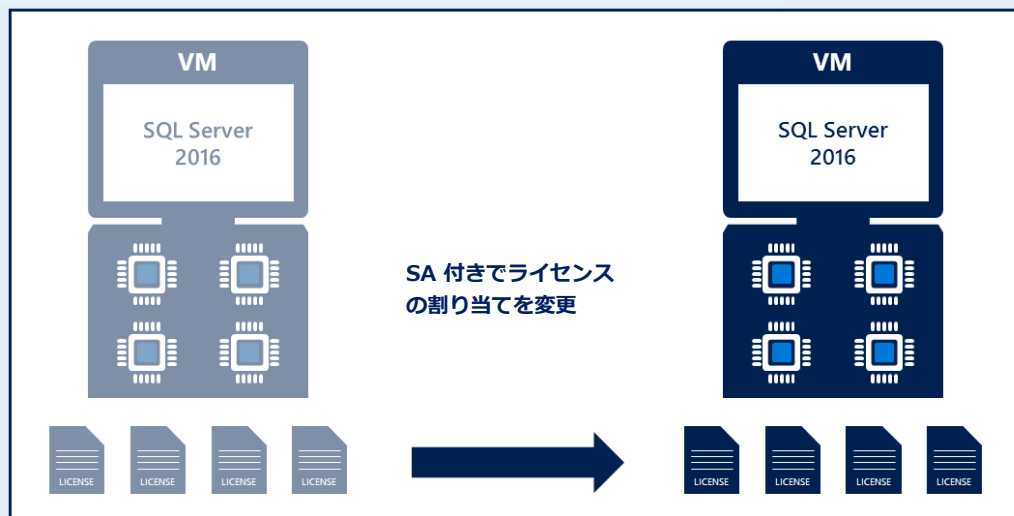 VM
SQL Server
2016
VM
SQL Server
2016
SA 付きでライセンス
の割り当てを変更
LICENSE
LICENSE
LICENSE
LICENSE
LICENSE
LICENSE
LICENSE
LICENSE